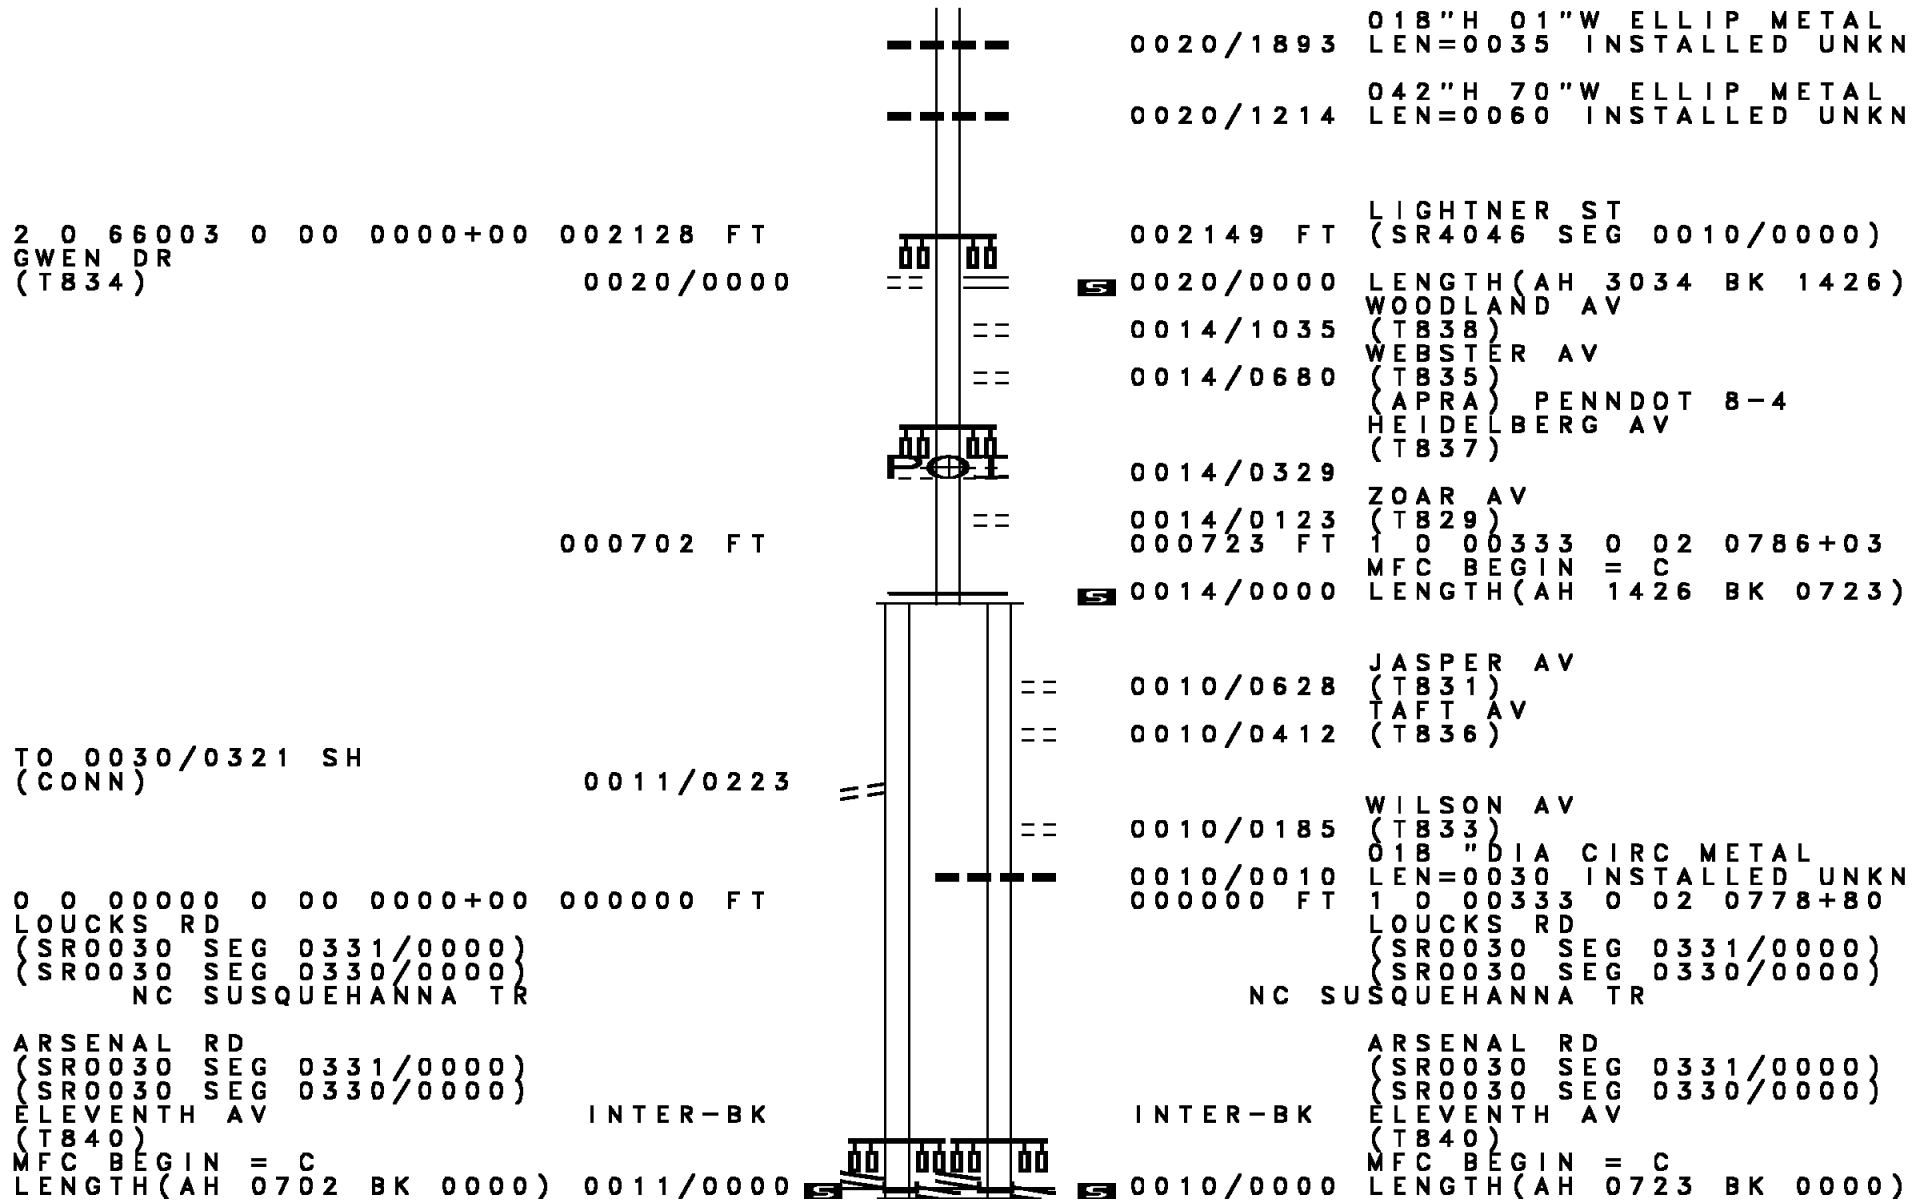 018"H 01"W ELLIP METAL
0020/1893 LEN=0035 INSTALLED UNKN
042"H 70"W ELLIP METAL
0020/1214 LEN=0060 INSTALLED UNKN
LIGHTNER ST
2 0 66003 0 00 0000+00 002128 FT 002149 FT (SR4046 SEG 0010/0000)
GWEN DR
(T834) 0020/0000 S 0020/0000 LENGTH(AH 3034 BK 1426)
WOODLAND AV
0014/1035 (T838)
WEBSTER AV
0014/0680 (T835)
(APRA) PENNDOT 8-4
HEIDELBERG AV
(T837)
POI 0014/0329
ZOAR AV
0014/0123 (T829)
000702 FT 000723 FT 1 0 00333 0 02 0786+03
MFC BEGIN = C
S 0014/0000 LENGTH(AH 1426 BK 0723)
JASPER AV
0010/0628 (T831)
TAFT AV
0010/0412 (T836)
TO 0030/0321 SH
(CONN) 0011/0223
WILSON AV
0010/0185 (T833)
018 "DIA CIRC METAL
0010/0010 LEN=0030 INSTALLED UNKN
0 0 00000 0 00 0000+00 000000 FT 000000 FT 1 0 00333 0 02 0778+80
LOUCKS RD LOUCKS RD
(SR0030 SEG 0331/0000) (SR0030 SEG 0331/0000)
(SR0030 SEG 0330/0000) (SR0030 SEG 0330/0000)
NC SUSQUEHANNA TR NC SUSQUEHANNA TR
ARSENAL RD ARSENAL RD
(SR0030 SEG 0331/0000) (SR0030 SEG 0331/0000)
(SR0030 SEG 0330/0000) (SR0030 SEG 0330/0000)
ELEVENTH AV INTER-BK INTER-BK ELEVENTH AV
(T840) (T840)
MFC BEGIN = C MFC BEGIN = C
LENGTH(AH 0702 BK 0000) 0011/0000 S S 0010/0000 LENGTH(AH 0723 BK 0000)